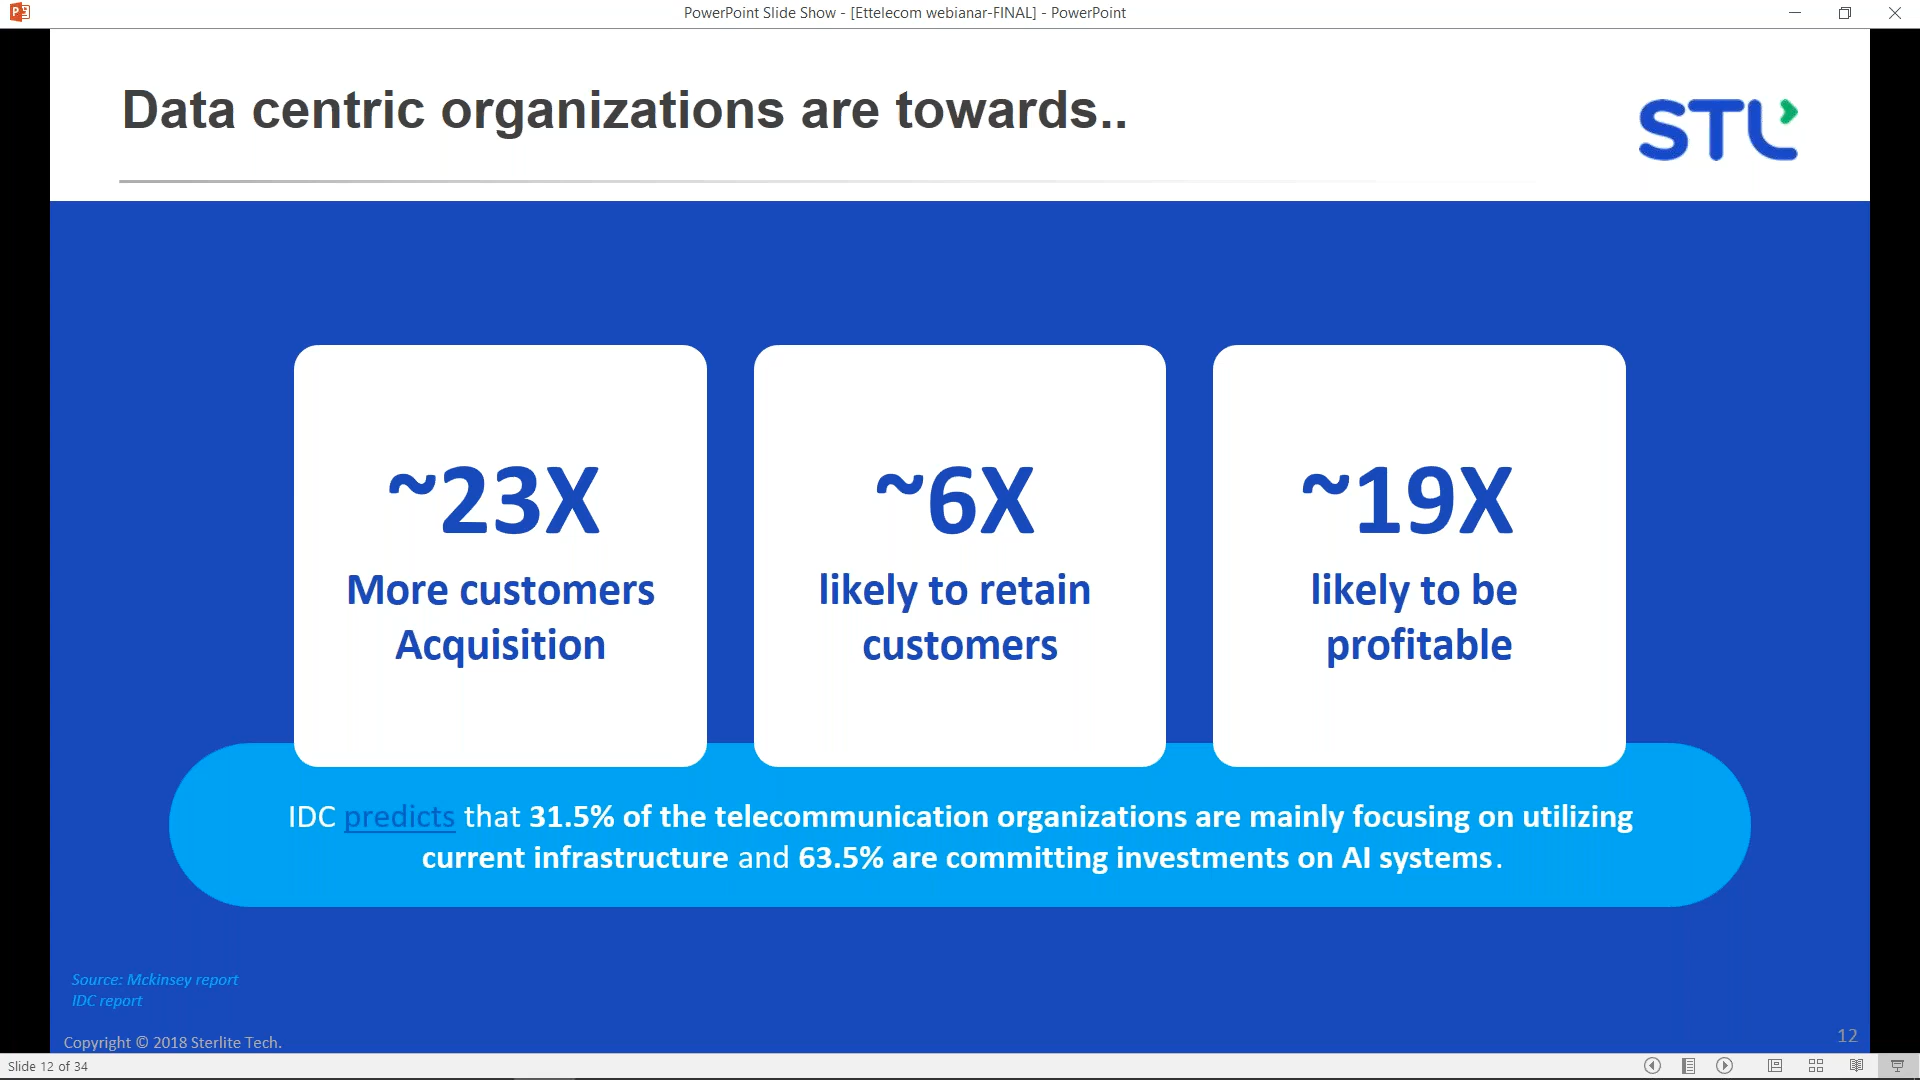 PowerPoint Slide Show - [Ettelecom webianar-FINAL] - PowerPoint
Data centric organizations are towards..
STL
~23X
More customers
Acquisition
~6X
likely to retain
customers
~19X
likely to be
profitable
IDC predicts that 31.5% of the telecommunication organizations are mainly focusing on utilizing
current infrastructure and 63.5% are committing investments on AI systems.
Source: Mckinsey report
IDC report
Copyright © 2018 Sterlite Tech.
12
Slide 12 of 34